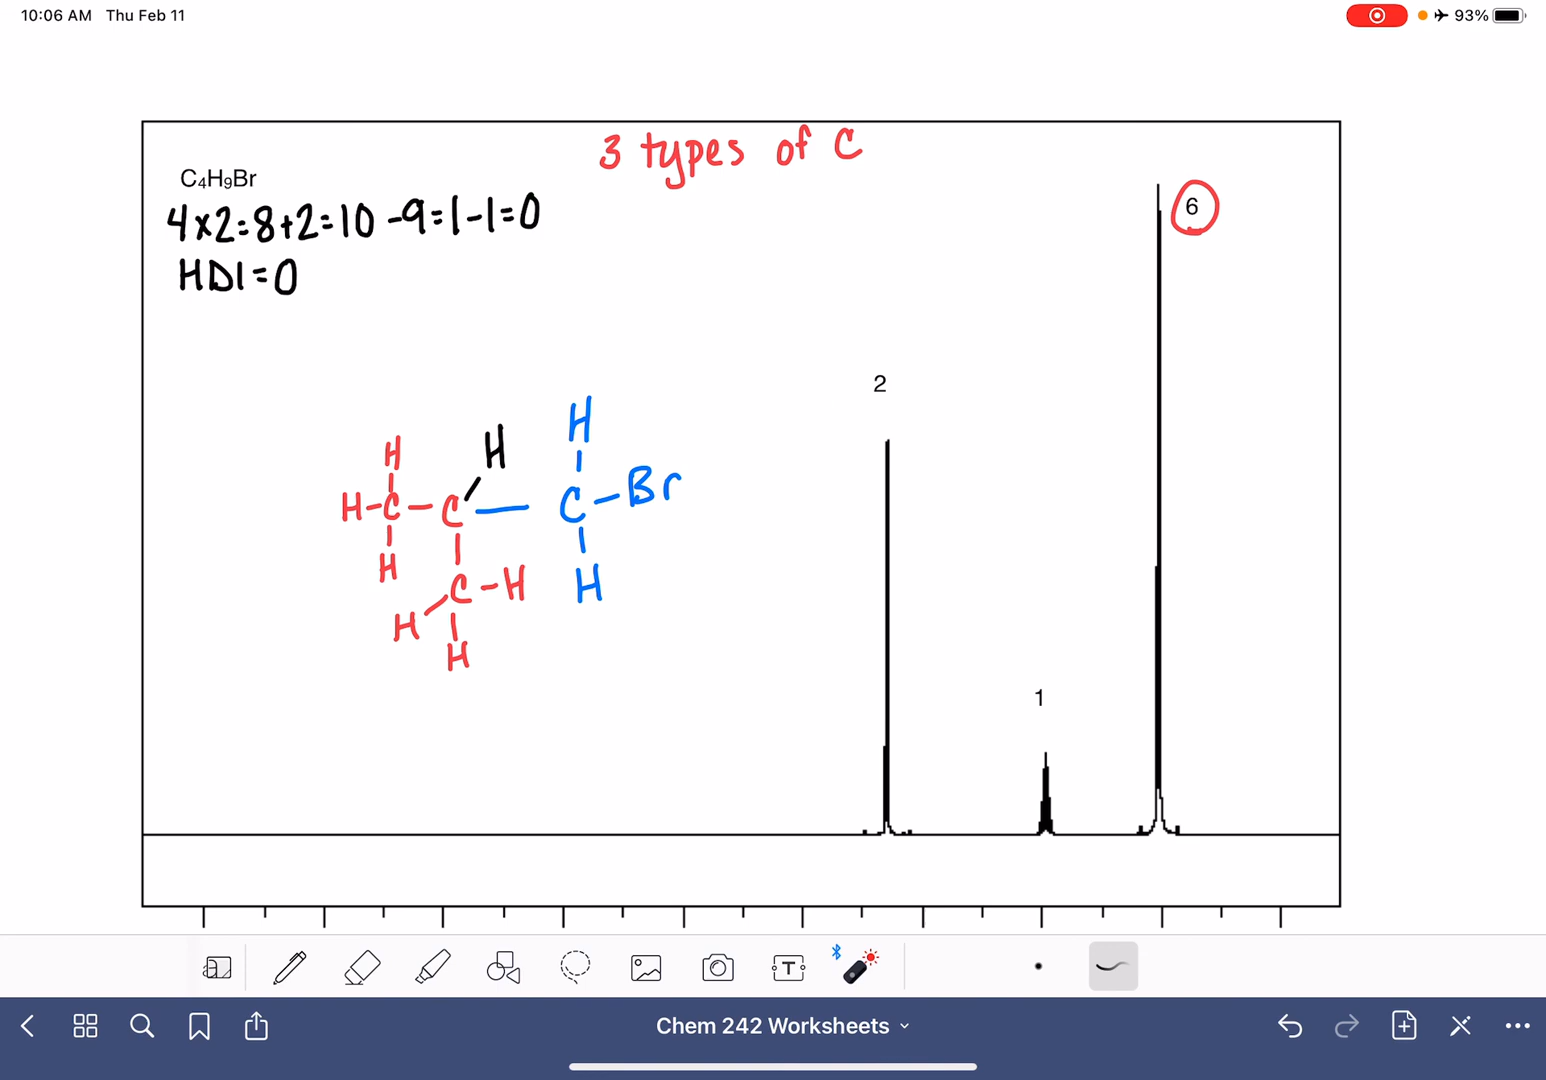 10:06 AM Thu Feb 11
93%
3 types of C
C₄H₉Br
4x2=8+2=10-9=1-1=0
HDI=0
6
2
H
H
H
H-C-C-C-Br
H
C-H
H
H
H
1
T
Chem 242 Worksheets